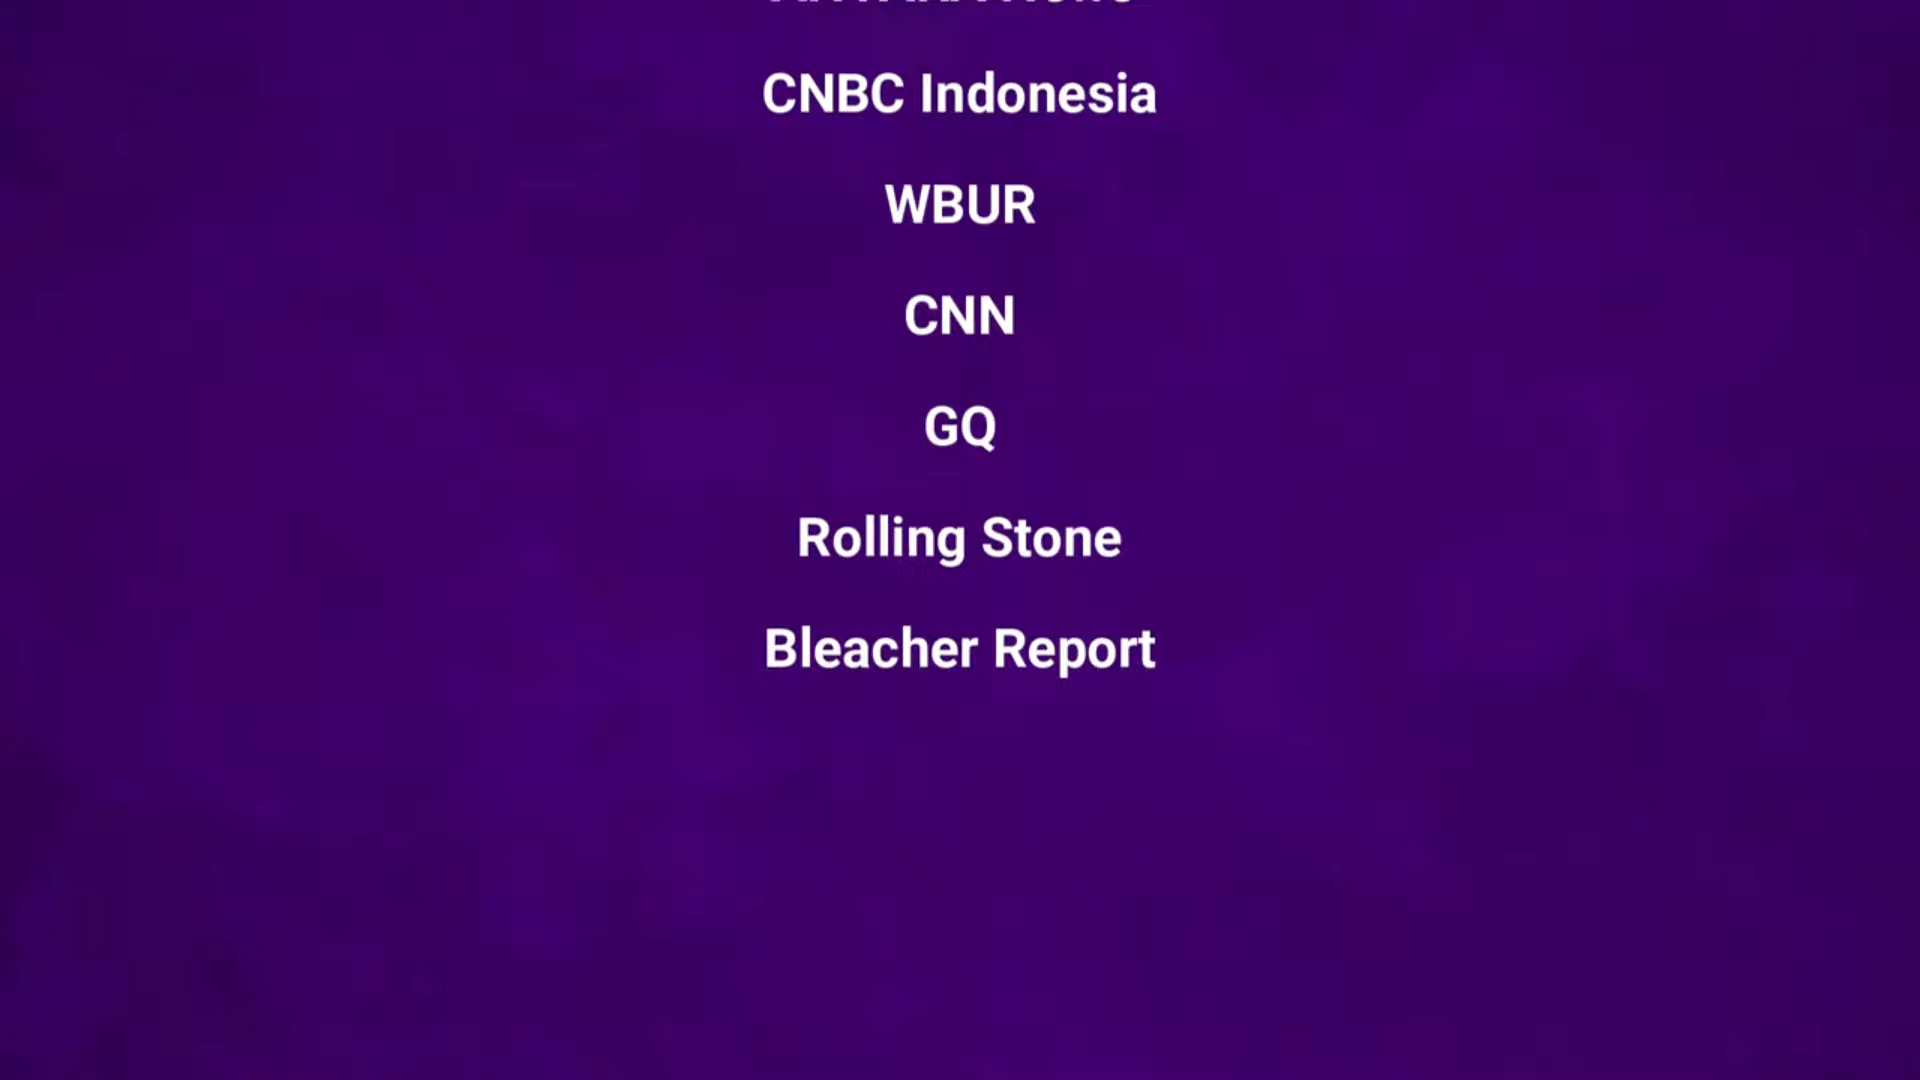 CNBC Indonesia
WBUR
CNN
GQ
Rolling Stone
Bleacher Report